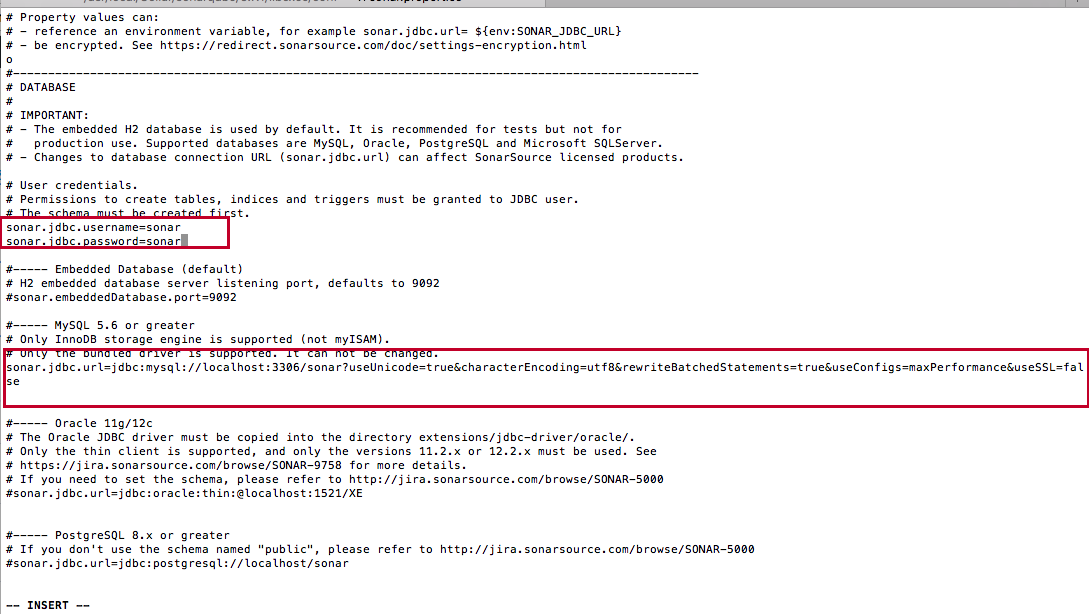 # Property values can:
# - reference an environment variable, for example sonar.jdbc.url= ${env:SONAR_JDBC_URL}
# - be encrypted. See https://redirect.sonarsource.com/doc/settings-encryption.html
o
#--------------------------------------------------------------------------------------------------
# DATABASE
#
# IMPORTANT:
# - The embedded H2 database is used by default. It is recommended for tests but not for
#   production use. Supported databases are MySQL, Oracle, PostgreSQL and Microsoft SQLServer.
# - Changes to database connection URL (sonar.jdbc.url) can affect SonarSource licensed products.
# User credentials.
# Permissions to create tables, indices and triggers must be granted to JDBC user.
# The schema must be created first.
sonar.jdbc.username=sonar
sonar.jdbc.password=sonar
#----- Embedded Database (default)
# H2 embedded database server listening port, defaults to 9092
#sonar.embeddedDatabase.port=9092
#----- MySQL 5.6 or greater
# Only InnoDB storage engine is supported (not myISAM).
# Only the bundled driver is supported. It can not be changed.
sonar.jdbc.url=jdbc:mysql://localhost:3306/sonar?useUnicode=true&characterEncoding=utf8&rewriteBatchedStatements=true&useConfigs=maxPerformance&useSSL=fal
se
#----- Oracle 11g/12c
# The Oracle JDBC driver must be copied into the directory extensions/jdbc-driver/oracle/.
# Only the thin client is supported, and only the versions 11.2.x or 12.2.x must be used. See
# https://jira.sonarsource.com/browse/SONAR-9758 for more details.
# If you need to set the schema, please refer to http://jira.sonarsource.com/browse/SONAR-5000
#sonar.jdbc.url=jdbc:oracle:thin:@localhost:1521/XE
#----- PostgreSQL 8.x or greater
# If you don't use the schema named "public", please refer to http://jira.sonarsource.com/browse/SONAR-5000
#sonar.jdbc.url=jdbc:postgresql://localhost/sonar
-- INSERT --